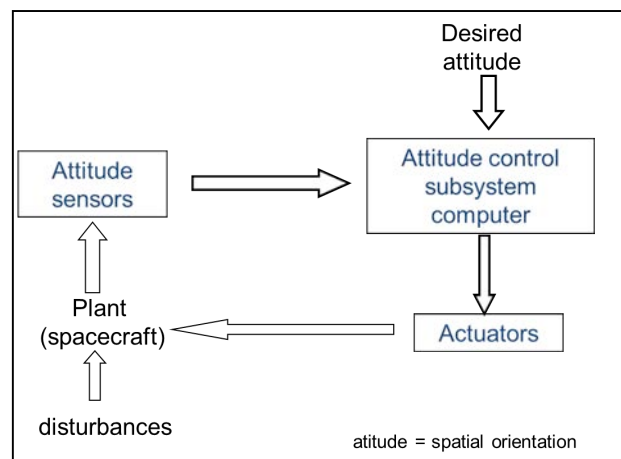 Desired
attitude
Attitude
sensors
Attitude control
subsystem
computer
Plant
(spacecraft)
Actuators
disturbances
atitude = spatial orientation